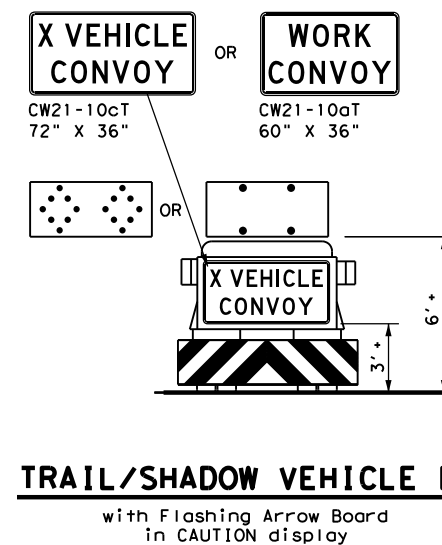 X VEHICLE
CONVOY
OR
WORK
CONVOY
CW21-10cT
72" X 36"
CW21-10aT
60" X 36"
OR
X VEHICLE
CONVOY
6' +
3' +
TRAIL/SHADOW VEHICLE
with Flashing Arrow Board
in CAUTION display